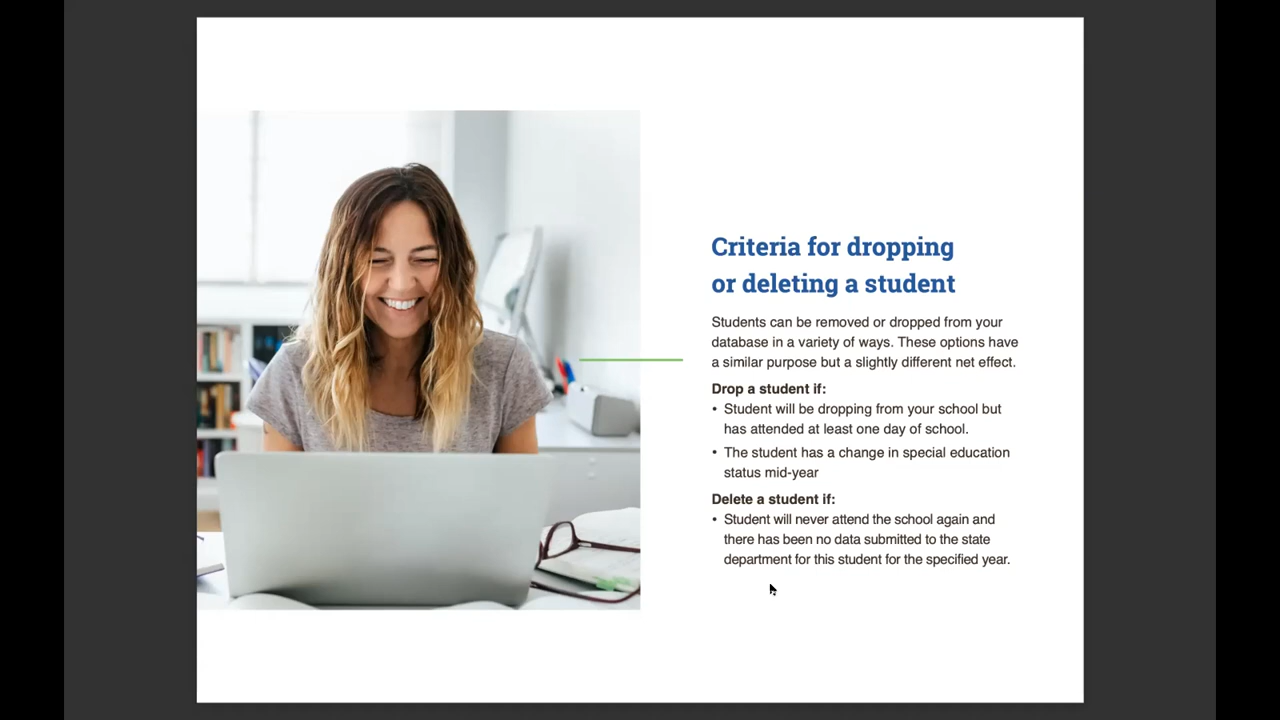 Criteria for dropping
or deleting a student
Students can be removed or dropped from your
database in a variety of ways. These options have
a similar purpose but a slightly different net effect.
Drop a student if:
• Student will be dropping from your school but
has attended at least one day of school.
• The student has a change in special education
status mid-year
Delete a student if:
• Student will never attend the school again and
there has been no data submitted to the state
department for this student for the specified year.